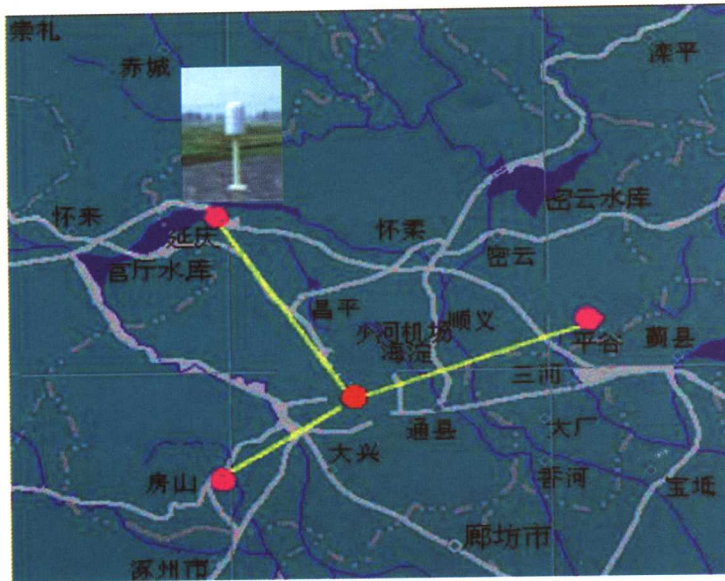 崇礼
赤城
滦平
怀来
延庆
官厅水库
怀柔
密云水库
密云
昌平
沙河机场
顺义
海淀
平谷
蓟县
三河
通县
大厂
大兴
香河
宝坻
房山
廊坊市
涿州市